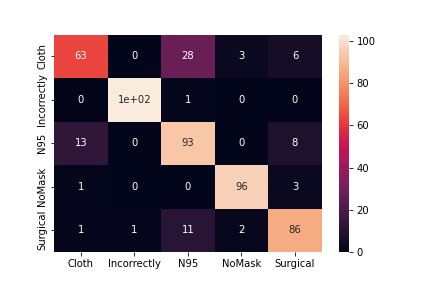 100
Cloth 63 0 28 3 6
80
Incorrectly 0 1e+02 1 0 0
60
N95 13 0 93 0 8
40
NoMask 1 0 0 96 3
20
Surgical 1 1 11 2 86
0
Cloth Incorrectly N95 NoMask Surgical